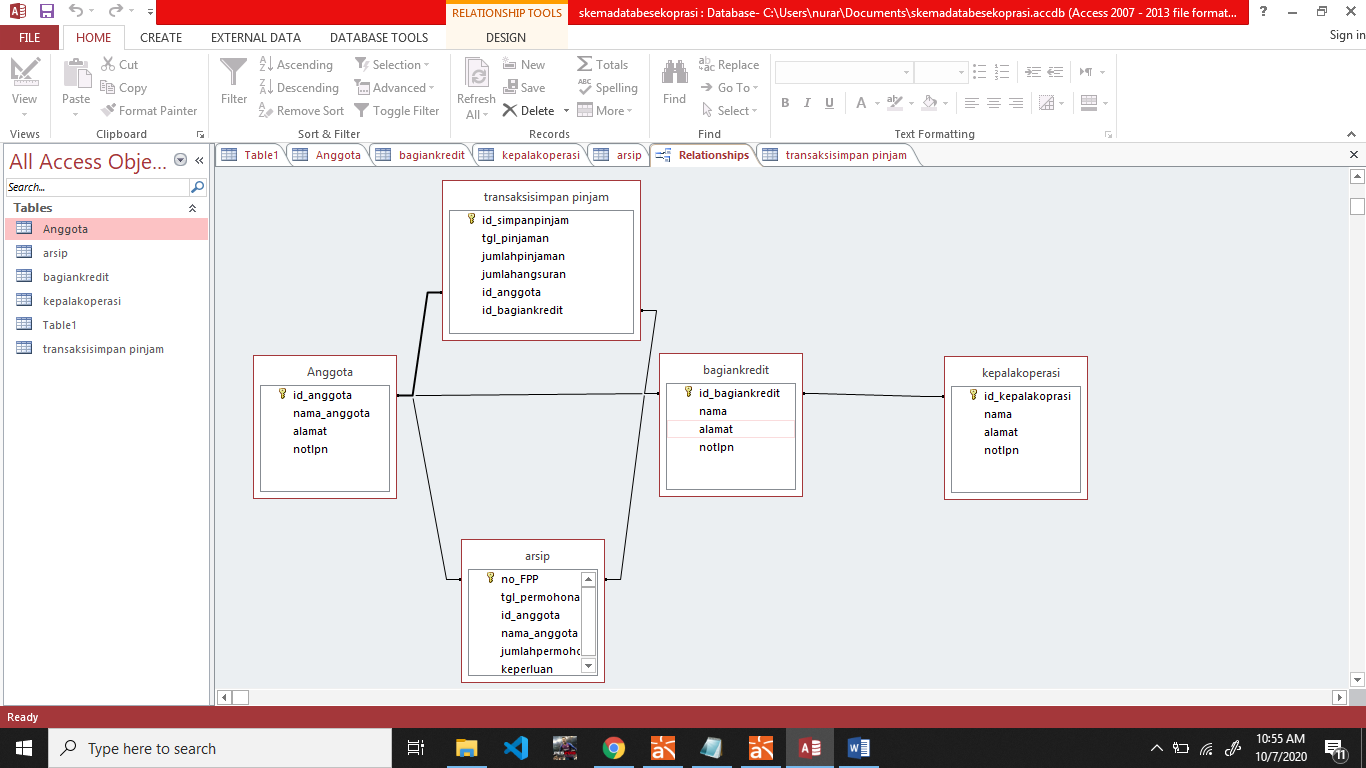 RELATIONSHIP TOOLS
skemadatabesekoprasi : Database- C:\Users\nurar\Documents\skemadatabesekoprasi.accdb (Access 2007 - 2013 file format...
FILE HOME CREATE EXTERNAL DATA DATABASE TOOLS DESIGN Sign in
View
Views
Paste
Cut
Copy
Format Painter
Clipboard
Filter
Ascending
Descending
Remove Sort
Selection
Advanced
Toggle Filter
Sort & Filter
Refresh
All
New
Save
Delete
Totals
Spelling
More
Records
Find
Replace
Go To
Select
Find
B I U A
Text Formatting
All Access Obje...
Search...
Tables
Anggota
arsip
bagiankredit
kepalakoperasi
Table1
transaksisimpan pinjam
Table1 Anggota bagiankredit kepalakoperasi arsip Relationships transaksisimpan pinjam
transaksisimpan pinjam
id_simpanpinjam
tgl_pinjaman
jumlahpinjaman
jumlahangsuran
id_anggota
id_bagiankredit
Anggota
id_anggota
nama_anggota
alamat
notlpn
bagiankredit
id_bagiankredit
nama
alamat
notlpn
kepalakoperasi
id_kepalakoprasi
nama
alamat
notlpn
arsip
no_FPP
tgl_permohona
id_anggota
nama_anggota
jumlahpermoho
keperluan
Ready
Type here to search
10:55 AM
10/7/2020
11